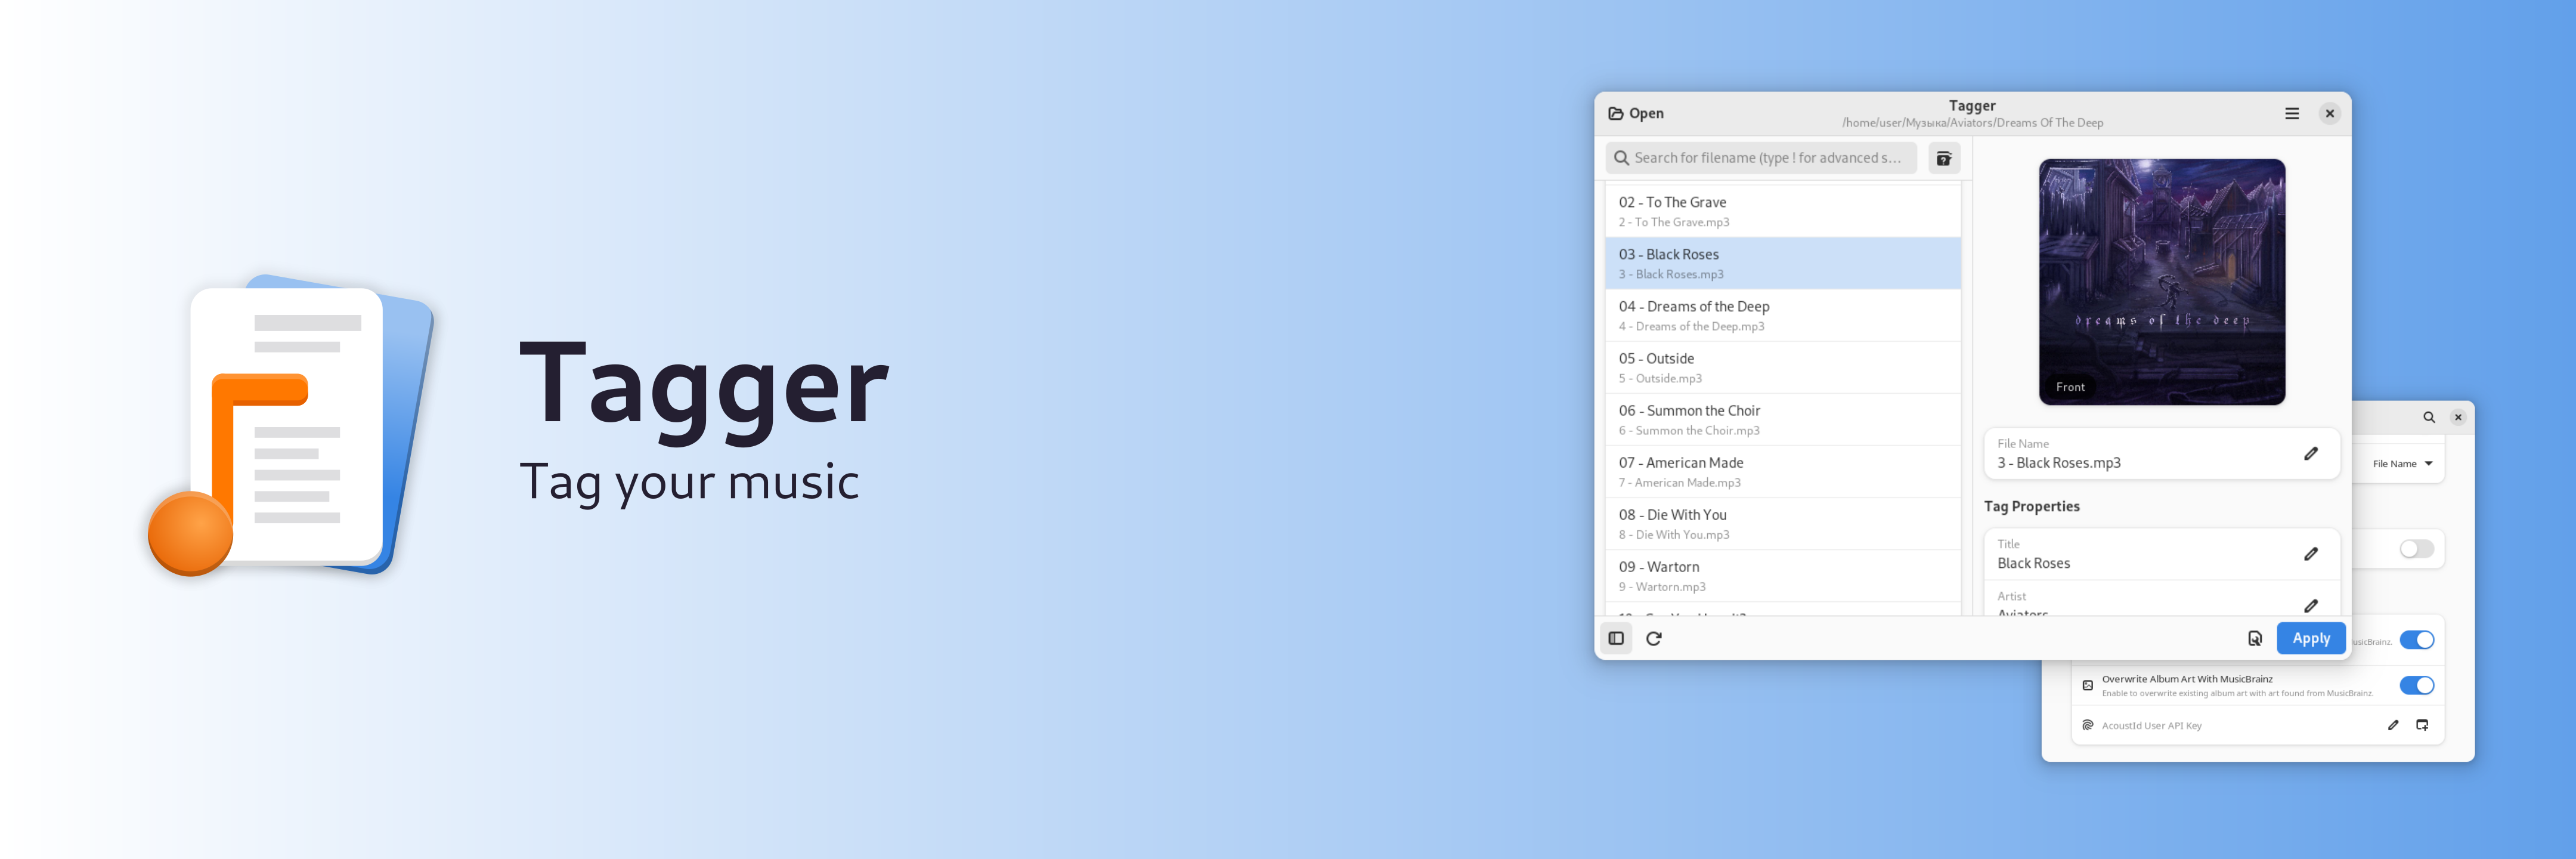 Tagger
Tag your music
Open
Tagger
/home/user/Музыка/Aviators/Dreams Of The Deep
Search for filename (type ! for advanced s...
02 - To The Grave
2 - To The Grave.mp3
03 - Black Roses
3 - Black Roses.mp3
04 - Dreams of the Deep
4 - Dreams of the Deep.mp3
05 - Outside
5 - Outside.mp3
06 - Summon the Choir
6 - Summon the Choir.mp3
07 - American Made
7 - American Made.mp3
08 - Die With You
8 - Die With You.mp3
09 - Wartorn
9 - Wartorn.mp3
dreams of the deep
Front
File Name
3 - Black Roses.mp3
Tag Properties
Title
Black Roses
Artist
Aviators
Apply
File Name
usicBrainz.
Overwrite Album Art With MusicBrainz
Enable to overwrite existing album art with art found from MusicBrainz.
AcoustId User API Key